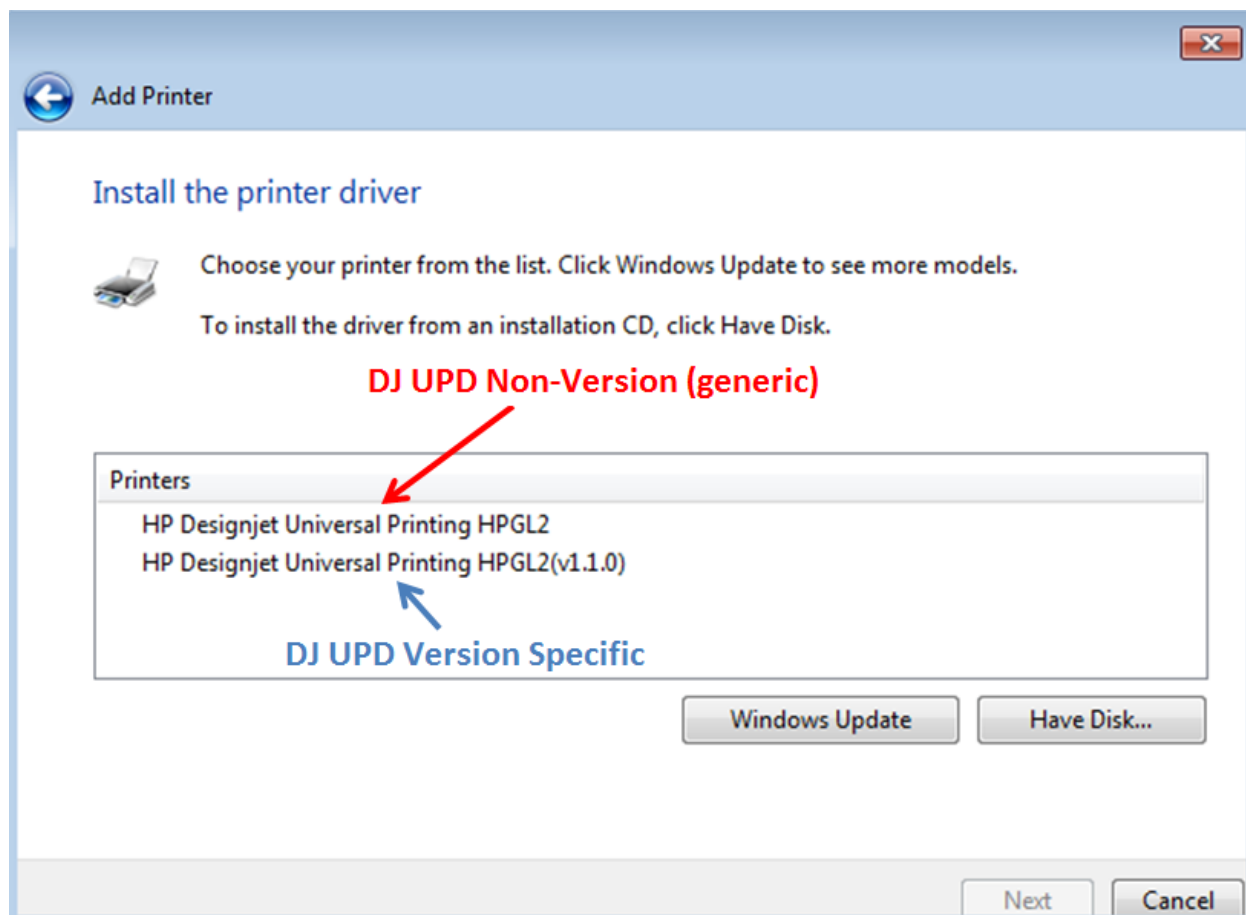 Add Printer
Install the printer driver
Choose your printer from the list. Click Windows Update to see more models.
To install the driver from an installation CD, click Have Disk.
DJ UPD Non-Version (generic)
Printers
HP Designjet Universal Printing HPGL2
HP Designjet Universal Printing HPGL2(v1.1.0)
DJ UPD Version Specific
Windows Update
Have Disk...
Next
Cancel